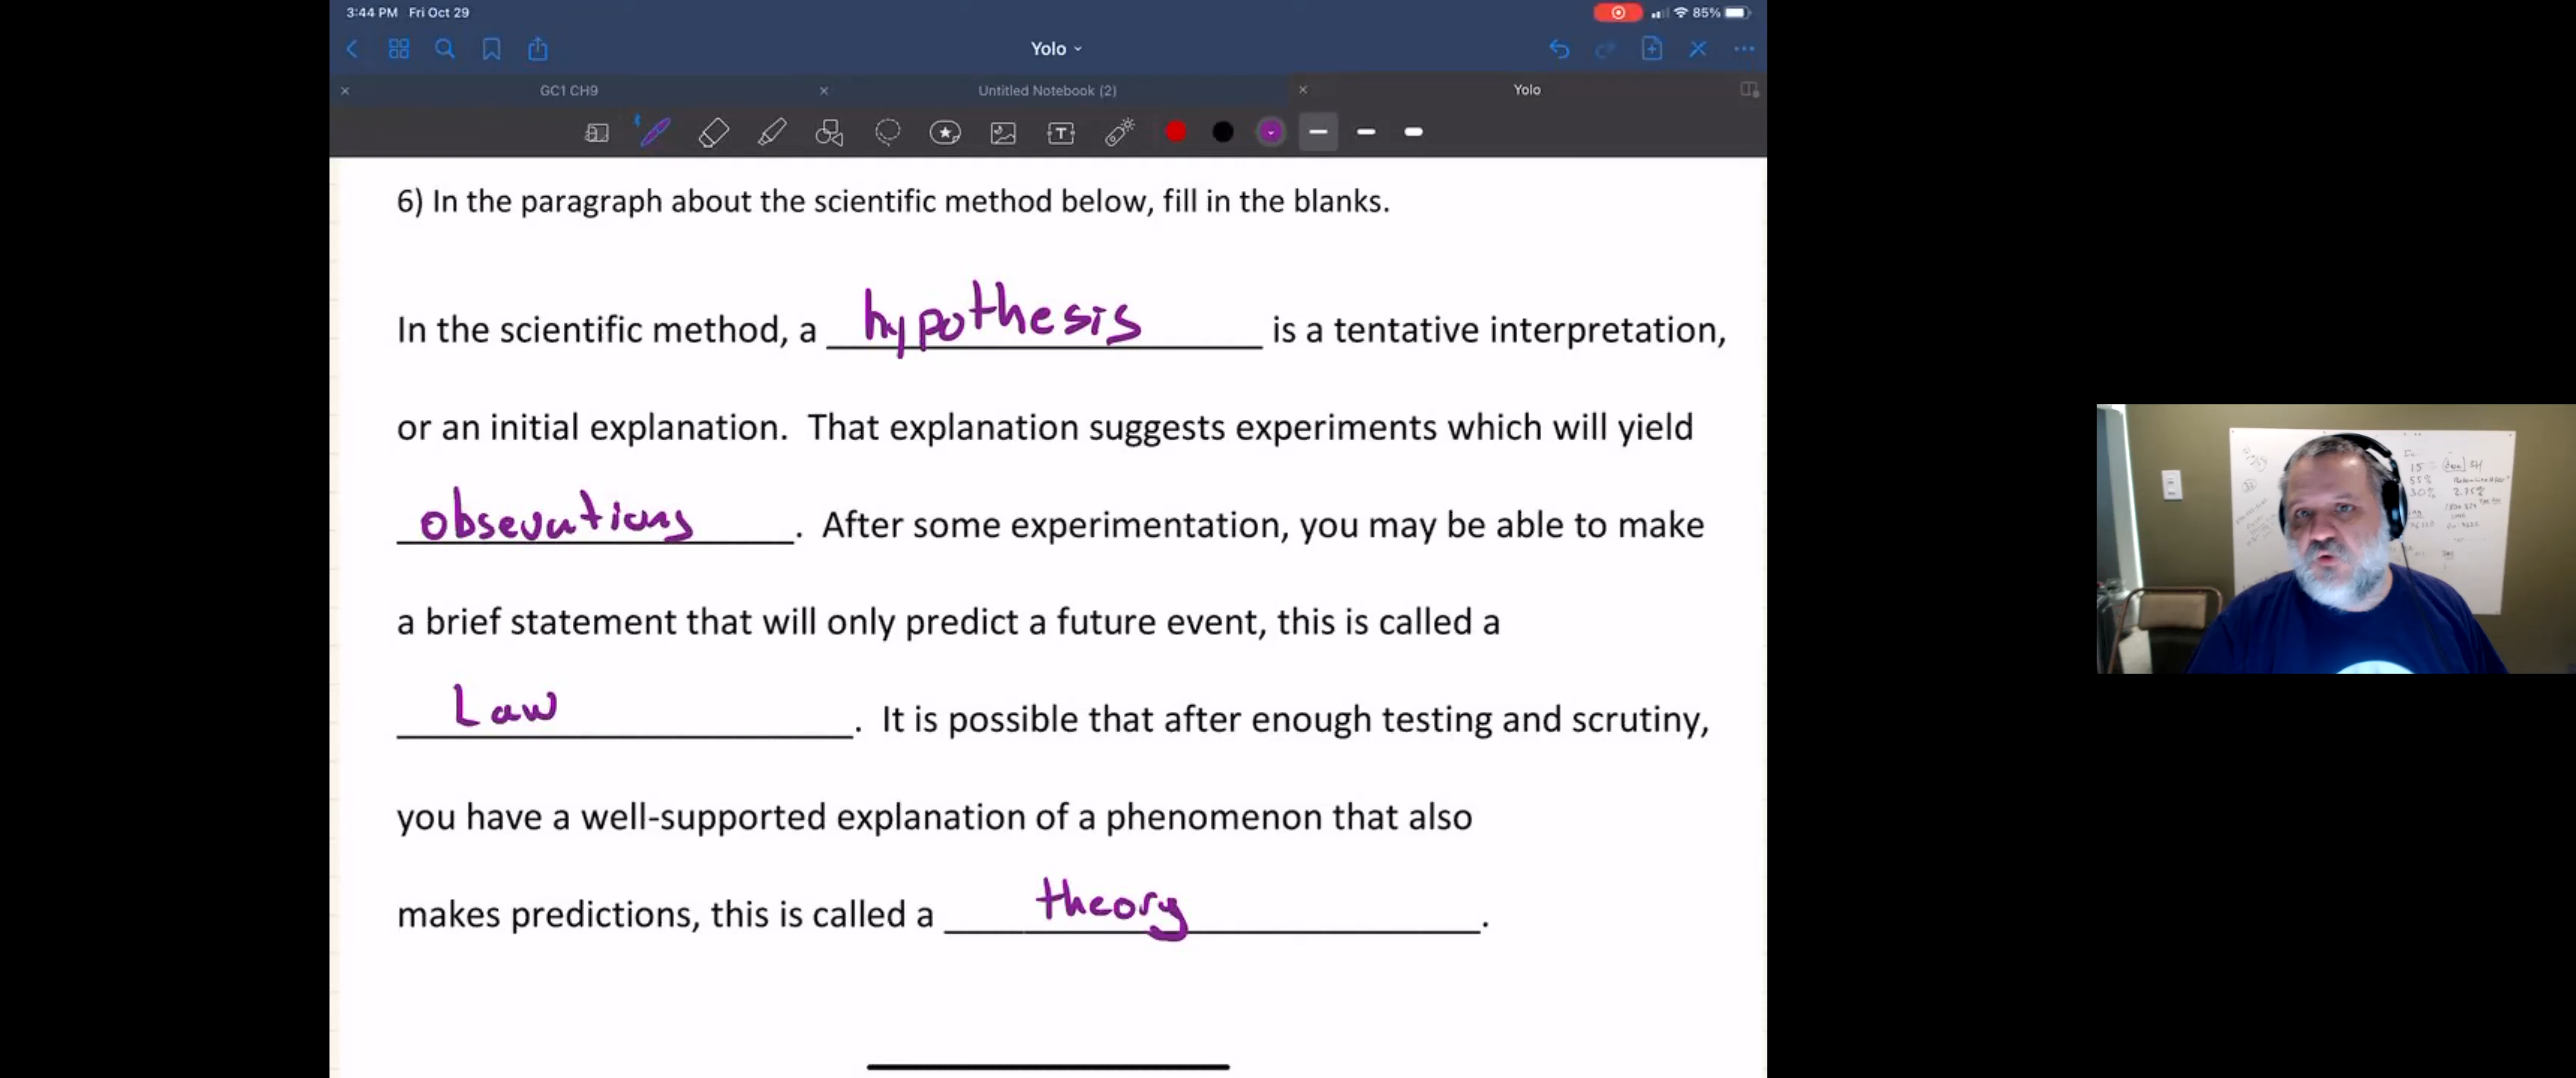 3:44 PM Fri Oct 29
85%
Yolo
GC1 CH9
Untitled Notebook (2)
Yolo
6) In the paragraph about the scientific method below, fill in the blanks.
In the scientific method, a hypothesis is a tentative interpretation,
or an initial explanation. That explanation suggests experiments which will yield
obsevations. After some experimentation, you may be able to make
a brief statement that will only predict a future event, this is called a
Law. It is possible that after enough testing and scrutiny,
you have a well-supported explanation of a phenomenon that also
makes predictions, this is called a theory.
15
55%
30%